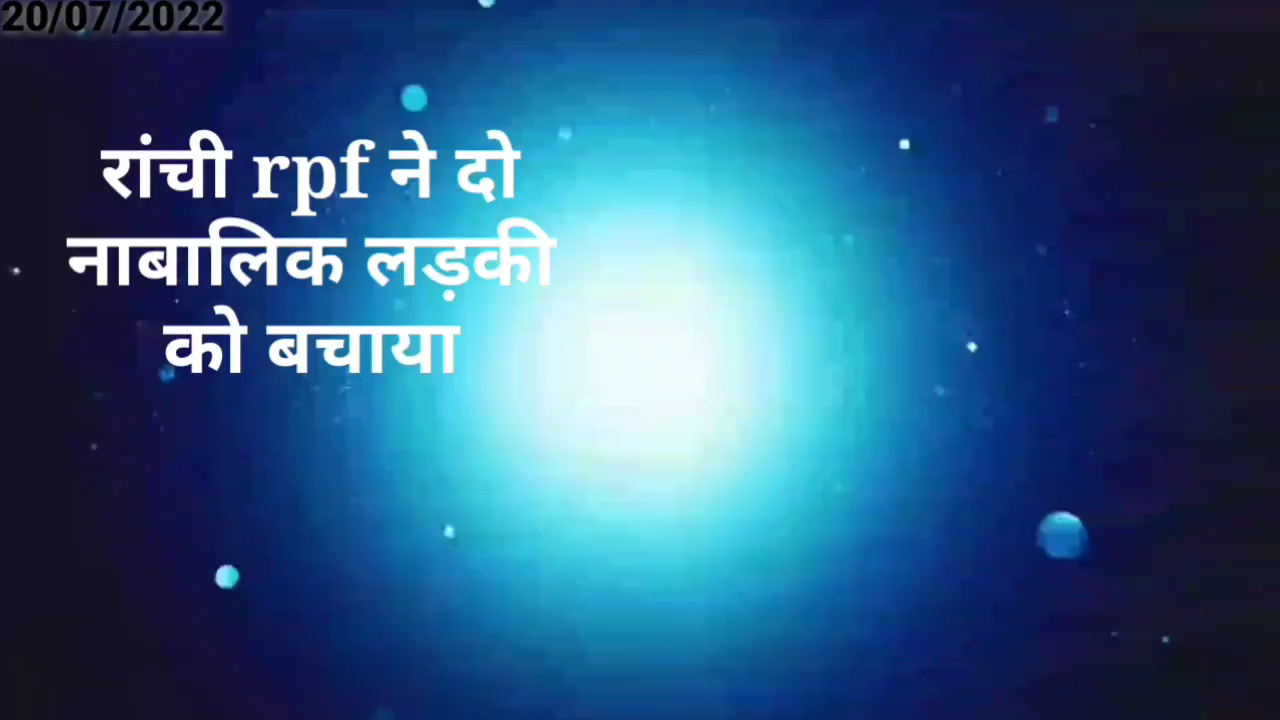 20/07/2022
रांची rpf ने दो
नाबालिक लड़की
को बचाया